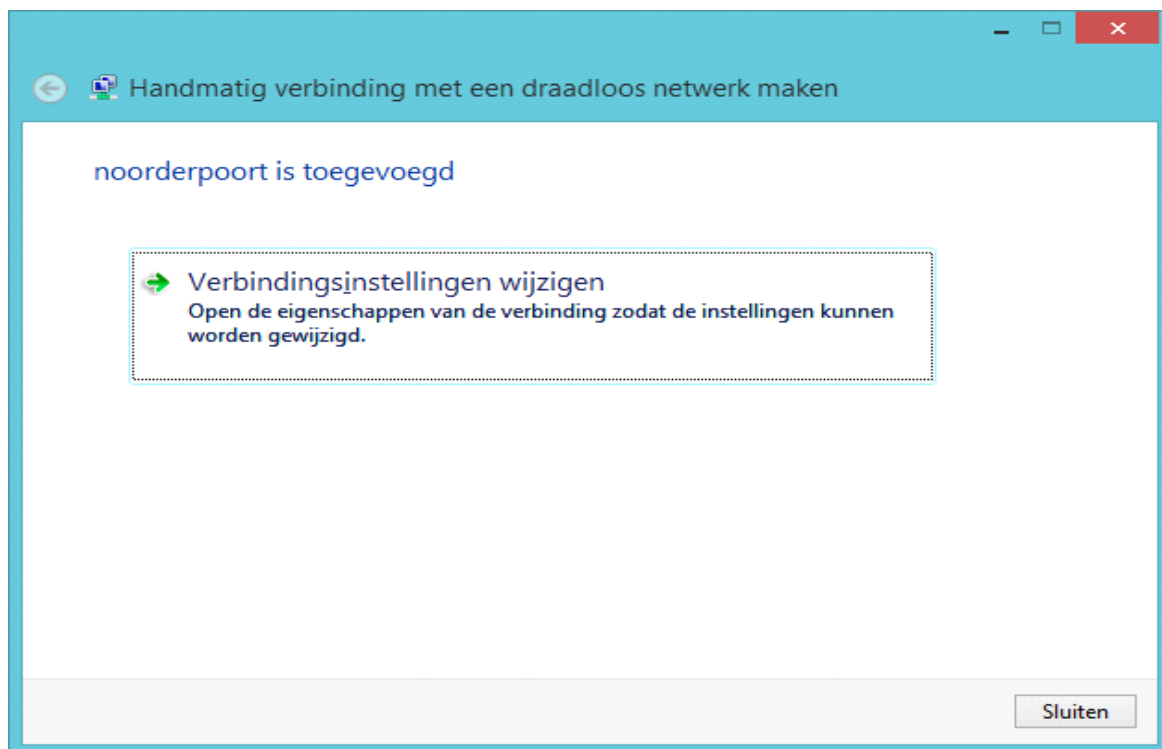 Handmatig verbinding met een draadloos netwerk maken
noorderpoort is toegevoegd
Verbindingsinstellingen wijzigen
Open de eigenschappen van de verbinding zodat de instellingen kunnen
worden gewijzigd.
Sluiten